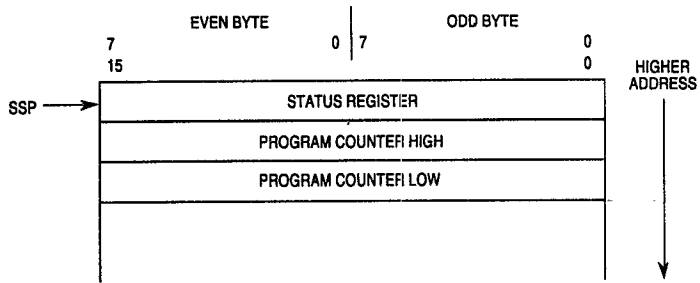 EVEN BYTE ODD BYTE
7 0 7 0
15 0
HIGHER
ADDRESS
SSP
STATUS REGISTER
PROGRAM COUNTER HIGH
PROGRAM COUNTER LOW